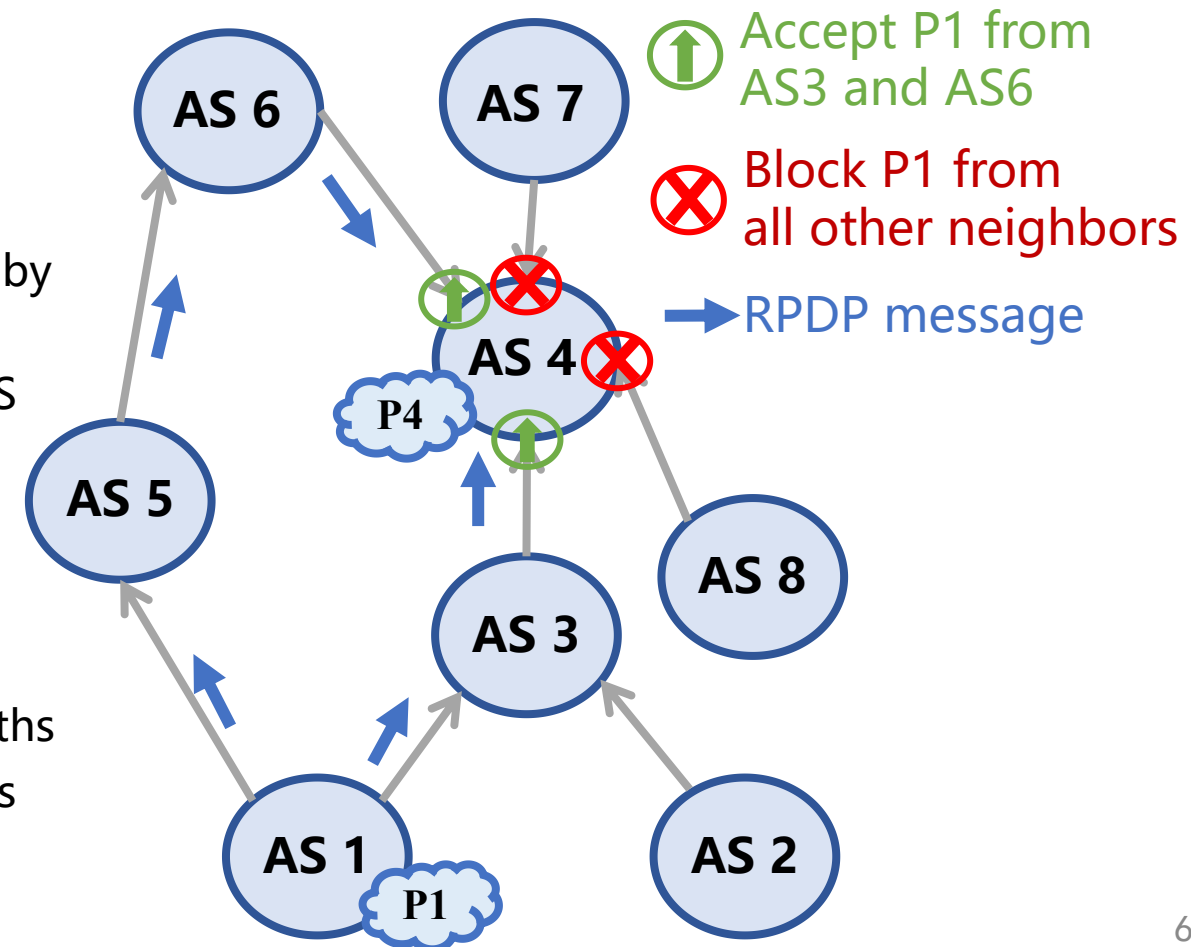 Accept P1 from
AS3 and AS6
AS 6
AS 7
Block P1 from
all other neighbors
by
RPDP message
AS 4
S
P4
AS 5
AS 8
AS 3
ths
s
AS 1
AS 2
P1
6